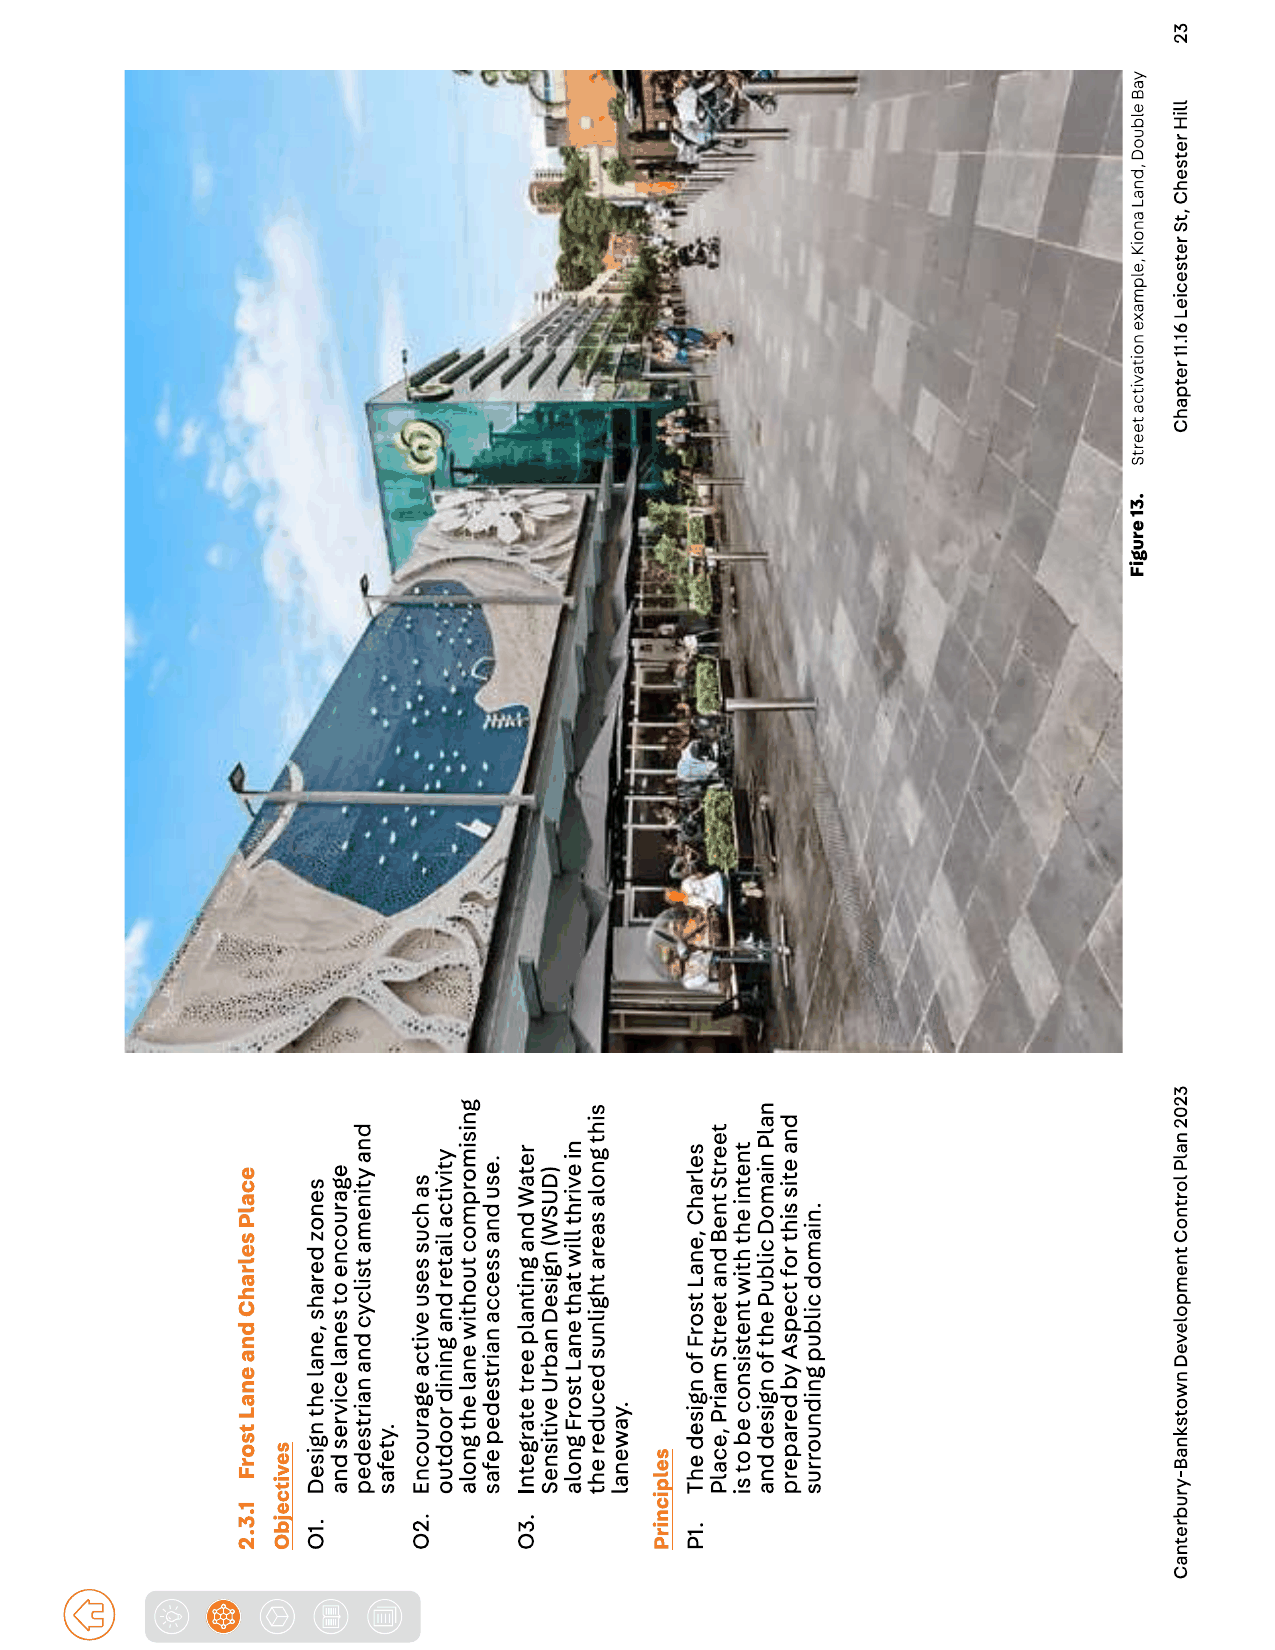 2.3.1 Frost Lane and Charles Place
Objectives
O1. Design the lane, shared zones
and service lanes to encourage
pedestrian and cyclist amenity and
safety.
O2. Encourage active uses such as
outdoor dining and retail activity
along the lane without compromising
safe pedestrian access and use.
O3. Integrate tree planting and Water
Sensitive Urban Design (WSUD)
along Frost Lane that will thrive in
the reduced sunlight areas along this
laneway.
Principles
P1. The design of Frost Lane, Charles
Place, Priam Street and Bent Street
is to be consistent with the intent
and design of the Public Domain Plan
prepared by Aspect for this site and
surrounding public domain.
Figure 13. Street activation example, Kiona Land, Double Bay
Canterbury-Bankstown Development Control Plan 2023
Chapter 11.16 Leicester St, Chester Hill 23